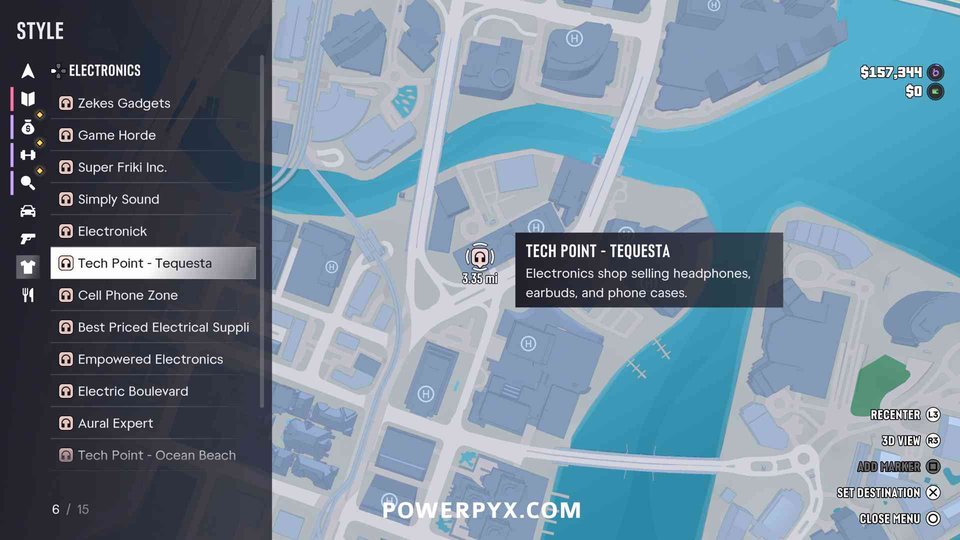 STYLE
ELECTRONICS
Zekes Gadgets
Game Horde
Super Friki Inc.
Simply Sound
Electronick
Tech Point - Tequesta
Cell Phone Zone
Best Priced Electrical Suppli
Empowered Electronics
Electric Boulevard
Aural Expert
Tech Point - Ocean Beach
6 / 15
H
H
H
H
H
H
H
H
3.35 mi
TECH POINT - TEQUESTA
Electronics shop selling headphones,
earbuds, and phone cases.
$157,344
$0
RECENTER L3
3D VIEW R3
ADD MARKER
SET DESTINATION
CLOSE MENU
POWERPYX.COM